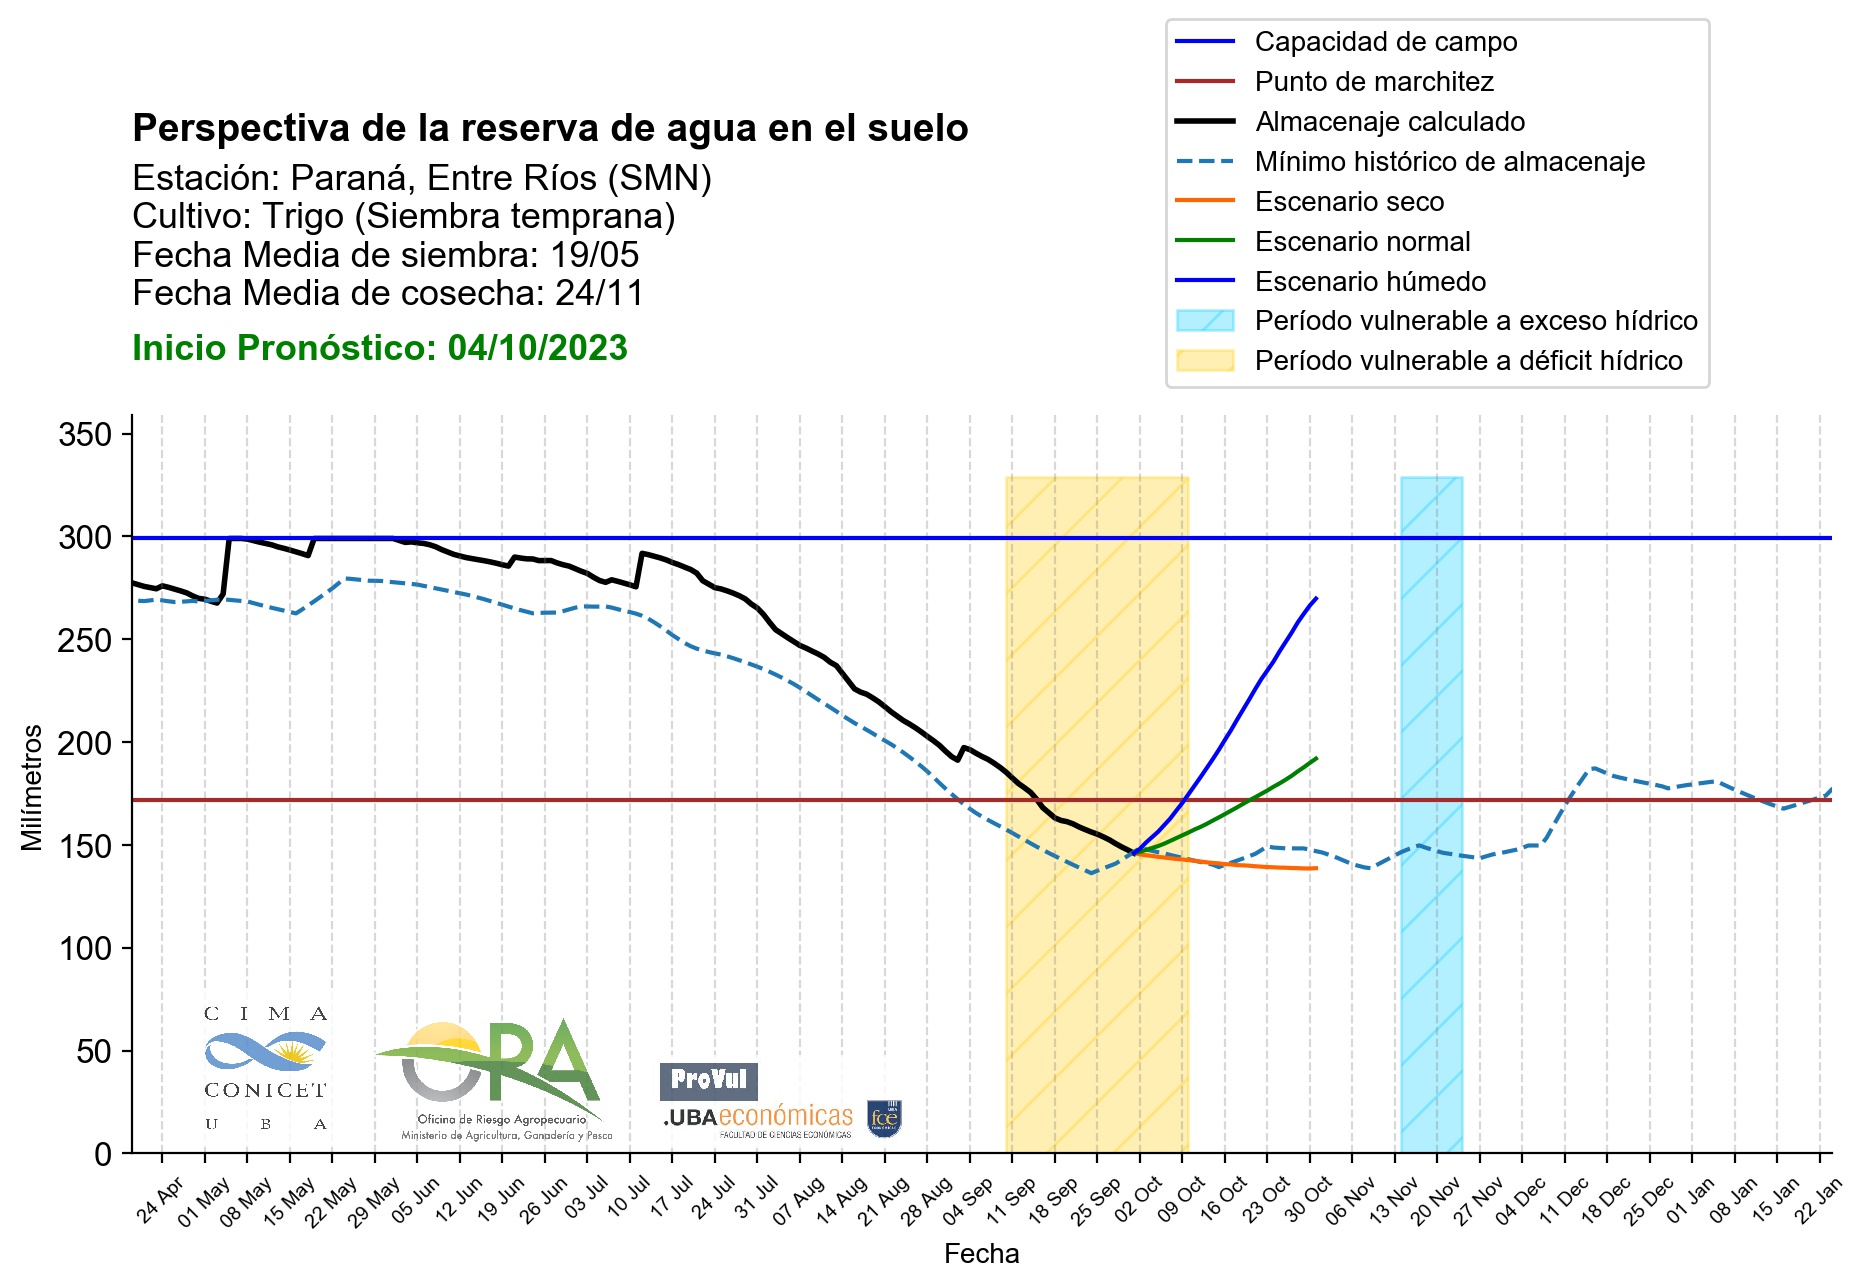 Capacidad de campo
Punto de marchitez
Almacenaje calculado
Mínimo histórico de almacenaje
Escenario seco
Escenario normal
Escenario húmedo
Período vulnerable a exceso hídrico
Período vulnerable a déficit hídrico
Perspectiva de la reserva de agua en el suelo
Estación: Paraná, Entre Ríos (SMN)
Cultivo: Trigo (Siembra temprana)
Fecha Media de siembra: 19/05
Fecha Media de cosecha: 24/11
Inicio Pronóstico: 04/10/2023
350
300
250
200
150
100
50
0
Milímetros
CIMA
CONICET
UBA
ORA
Oficina de Riesgo Agropecuario
Ministerio de Agricultura, Ganadería y Pesca
ProVul
.UBAeconómicas
FACULTAD DE CIENCIAS ECONÓMICAS
fce
24 Apr
01 May
08 May
15 May
22 May
29 May
05 Jun
12 Jun
19 Jun
26 Jun
03 Jul
10 Jul
17 Jul
24 Jul
31 Jul
07 Aug
14 Aug
21 Aug
28 Aug
04 Sep
11 Sep
18 Sep
25 Sep
02 Oct
09 Oct
16 Oct
23 Oct
30 Oct
06 Nov
13 Nov
20 Nov
27 Nov
04 Dec
11 Dec
18 Dec
25 Dec
01 Jan
08 Jan
15 Jan
22 Jan
Fecha